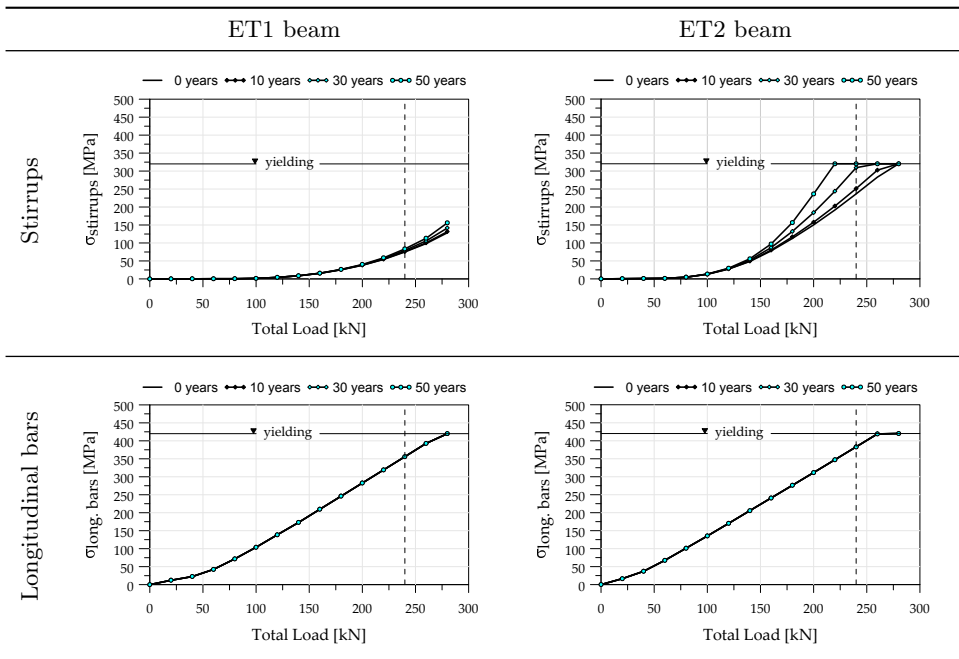 ET1 beam ET2 beam
Stirrups
0 years 10 years 30 years 50 years
σstirrups [MPa]
500
450
400
350
300
250
200
150
100
50
0
yielding
0 50 100 150 200 250 300
Total Load [kN]
0 years 10 years 30 years 50 years
σstirrups [MPa]
500
450
400
350
300
250
200
150
100
50
0
yielding
0 50 100 150 200 250 300
Total Load [kN]
Longitudinal bars
0 years 10 years 30 years 50 years
σlong. bars [MPa]
500
450
400
350
300
250
200
150
100
50
0
yielding
0 50 100 150 200 250 300
Total Load [kN]
0 years 10 years 30 years 50 years
σlong. bars [MPa]
500
450
400
350
300
250
200
150
100
50
0
yielding
0 50 100 150 200 250 300
Total Load [kN]